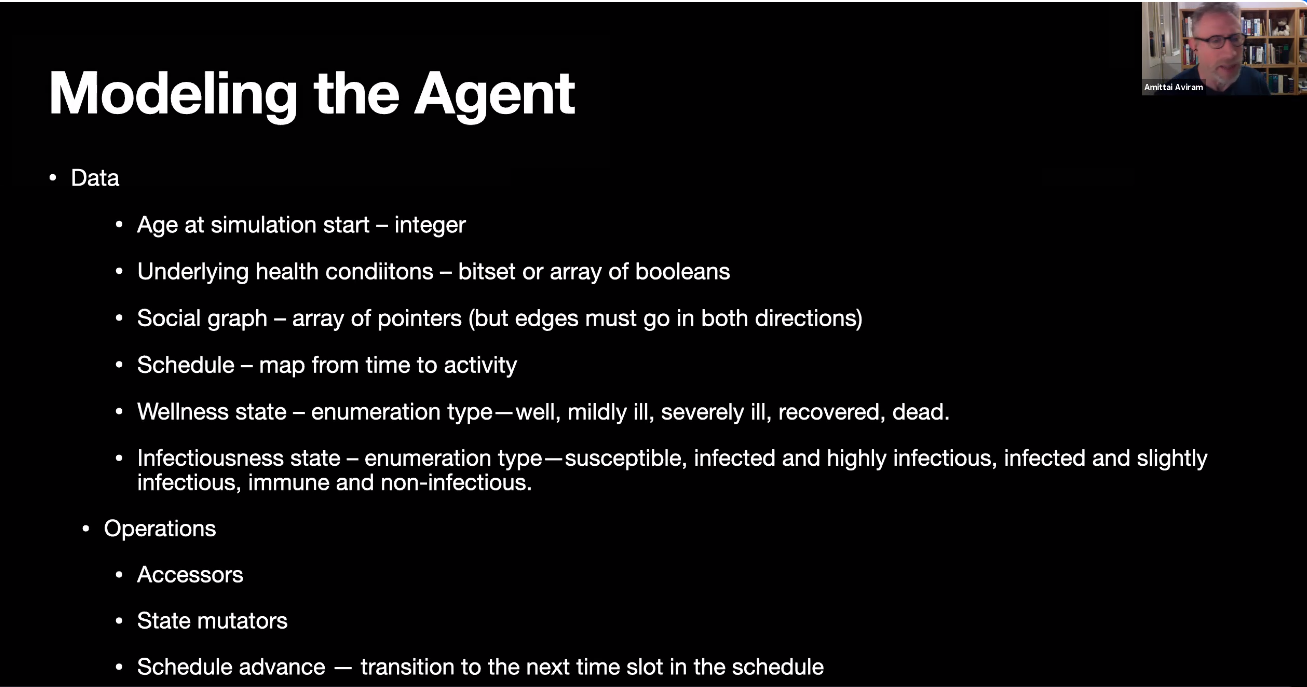 Modeling the Agent
Amittai Aviram
• Data
• Age at simulation start – integer
• Underlying health condiitons – bitset or array of booleans
• Social graph – array of pointers (but edges must go in both directions)
• Schedule – map from time to activity
• Wellness state – enumeration type—well, mildly ill, severely ill, recovered, dead.
• Infectiousness state – enumeration type—susceptible, infected and highly infectious, infected and slightly
infectious, immune and non-infectious.
• Operations
• Accessors
• State mutators
• Schedule advance — transition to the next time slot in the schedule